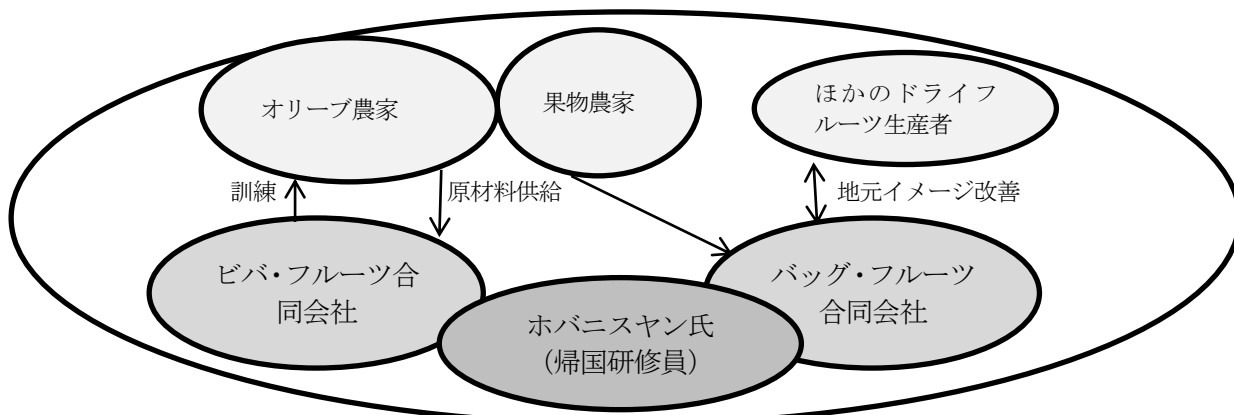 オリーブ農家
果物農家
ほかのドライフ
ルーツ生産者
訓練
原材料供給
地元イメージ改善
ビバ・フルーツ合
同会社
バッグ・フルーツ
合同会社
ホバニスヤン氏
(帰国研修員)